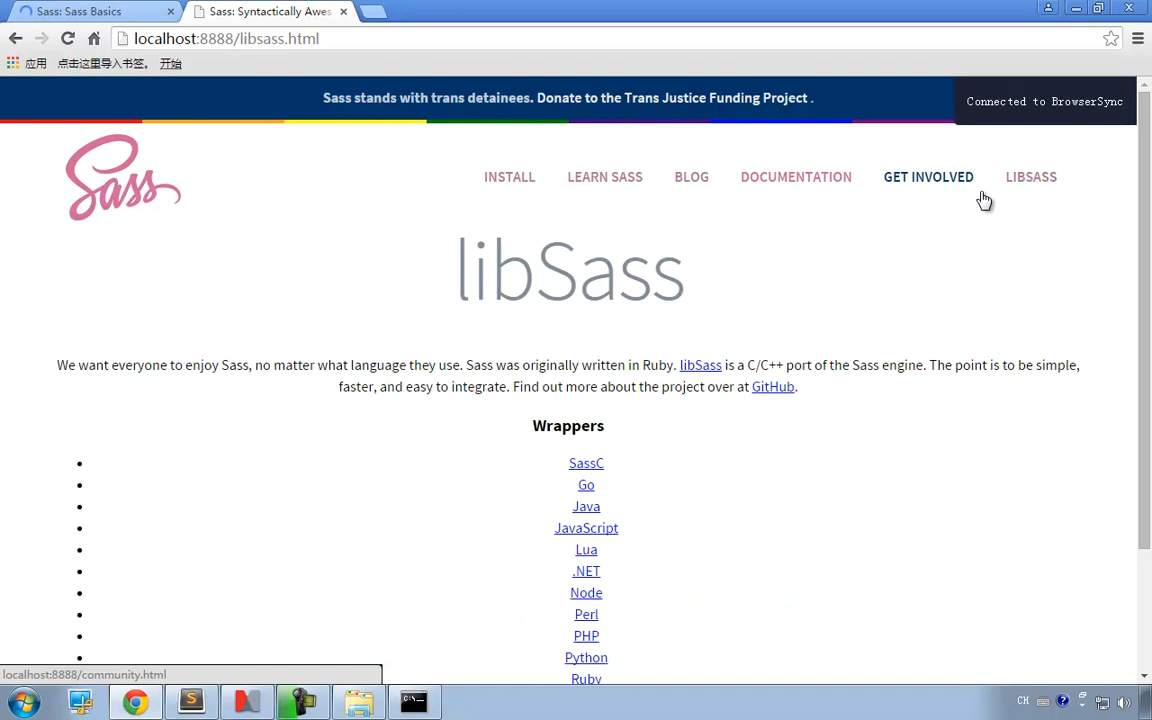 Sass: Sass Basics
Sass: Syntactically Awes
localhost:8888/libsass.html
应用 点击这里导入书签。 开始
Sass stands with trans detainees. Donate to the Trans Justice Funding Project .
Connected to BrowserSync
Sass
INSTALL LEARN SASS BLOG DOCUMENTATION GET INVOLVED LIBSASS
libSass
We want everyone to enjoy Sass, no matter what language they use. Sass was originally written in Ruby. libSass is a C/C++ port of the Sass engine. The point is to be simple,
faster, and easy to integrate. Find out more about the project over at GitHub.
Wrappers
SassC
Go
Java
JavaScript
Lua
.NET
Node
Perl
PHP
Python
Ruby
localhost:8888/community.html
CH